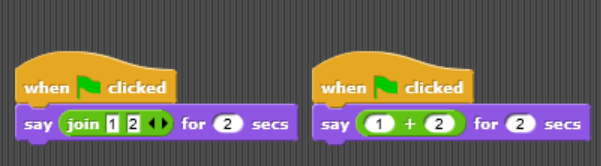 when clicked
say join 1 2 for 2 secs
when clicked
say 1 + 2 for 2 secs